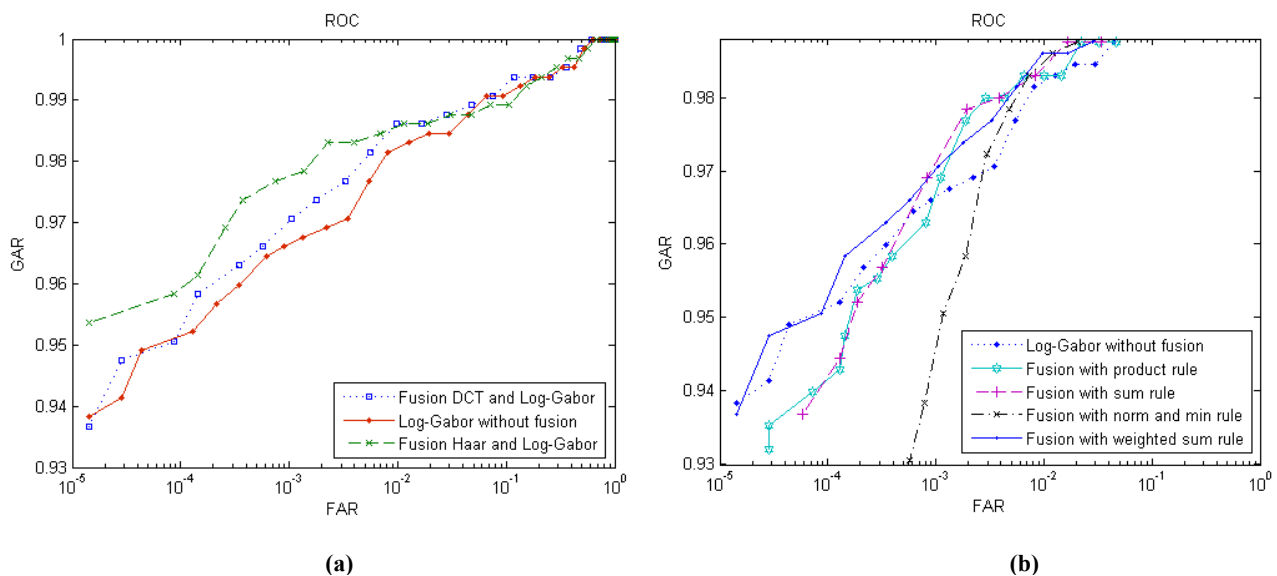 ROC
1
0.99
0.98
0.97
0.96
0.95
0.94
0.93
GAR
10^-5
10^-4
10^-3
10^-2
10^-1
10^0
FAR
Fusion DCT and Log-Gabor
Log-Gabor without fusion
Fusion Haar and Log-Gabor
(a)
ROC
0.98
0.97
0.96
0.95
0.94
0.93
GAR
10^-5
10^-4
10^-3
10^-2
10^-1
10^0
FAR
Log-Gabor without fusion
Fusion with product rule
Fusion with sum rule
Fusion with norm and min rule
Fusion with weighted sum rule
(b)